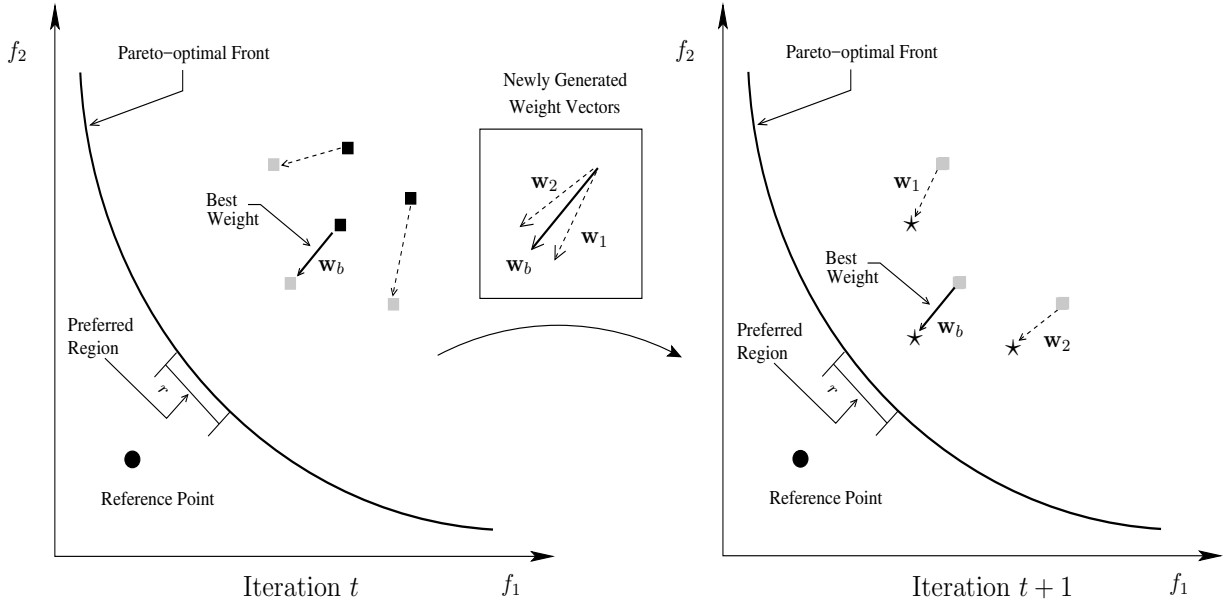 f₂
Pareto−optimal Front
Best
Weight
w_b
Preferred
Region
r
Reference Point
Iteration t
f₁
Newly Generated
Weight Vectors
w₂
w₁
w_b
f₂
Pareto−optimal Front
w₁
Best
Weight
w_b
w₂
Preferred
Region
r
Reference Point
Iteration t + 1
f₁